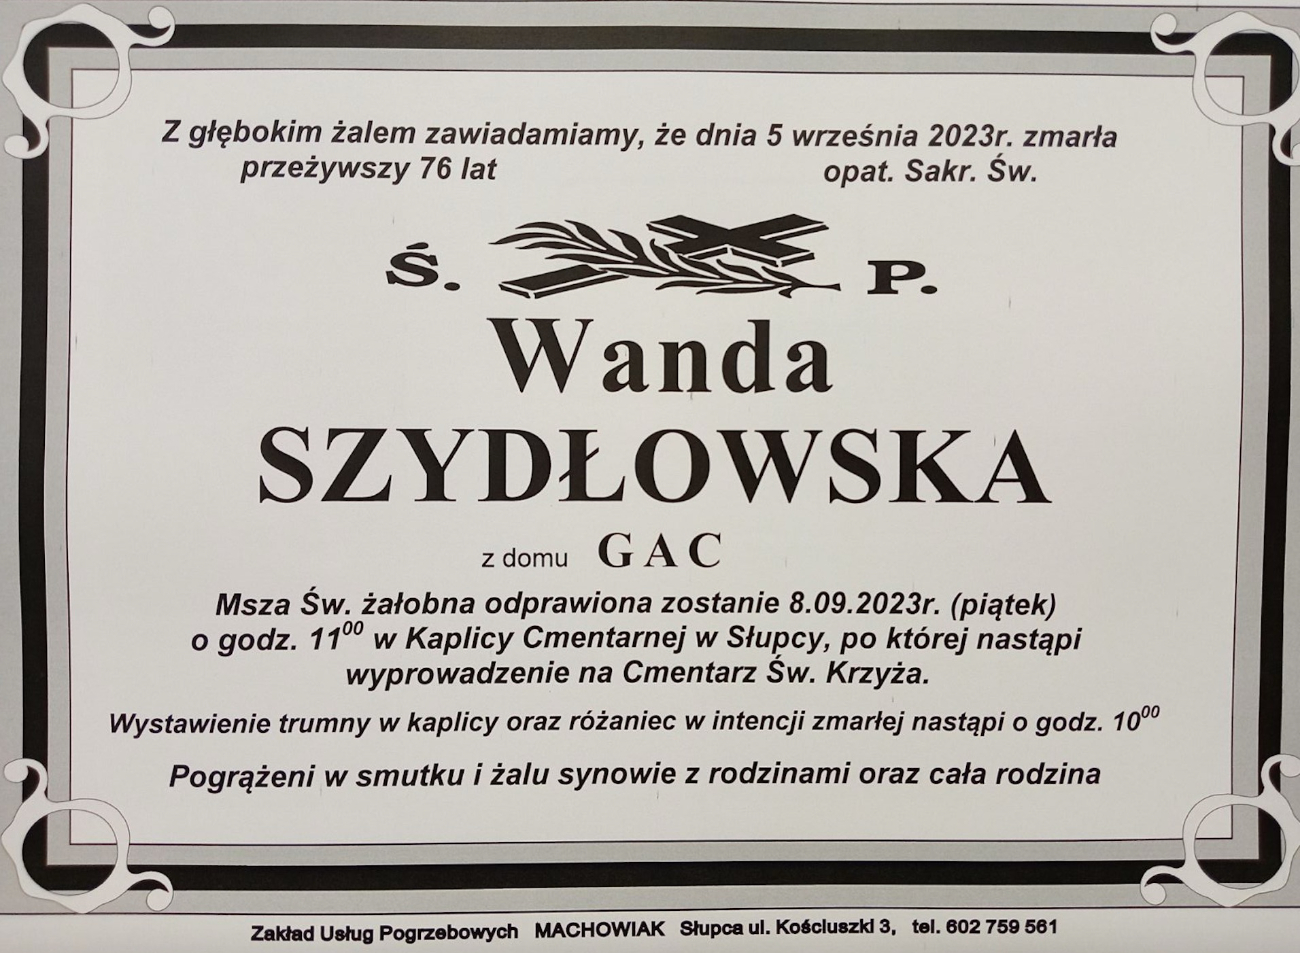 Z głębokim żalem zawiadamiamy, że dnia 5 września 2023r. zmarła
przeżywszy 76 lat opat. Sakr. Św.
Ś. P.
Wanda
SZYDŁOWSKA
z domu GAC
Msza Św. żałobna odprawiona zostanie 8.09.2023r. (piątek)
o godz. 11⁰⁰ w Kaplicy Cmentarnej w Słupcy, po której nastąpi
wyprowadzenie na Cmentarz Św. Krzyża.
Wystawienie trumny w kaplicy oraz różaniec w intencji zmarłej nastąpi o godz. 10⁰⁰
Pogrążeni w smutku i żalu synowie z rodzinami oraz cała rodzina
Zakład Usług Pogrzebowych MACHOWIAK Słupca ul. Kościuszki 3, tel. 602 759 561